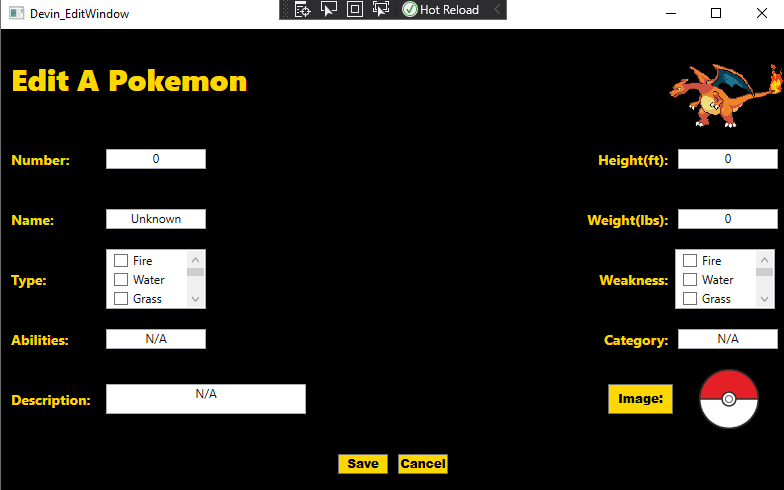 Devin_EditWindow
Hot Reload
Edit A Pokemon
Number: 0 Height(ft): 0
Name: Unknown Weight(lbs): 0
Type: Fire Water Grass
Weakness: Fire Water Grass
Abilities: N/A Category: N/A
Description: N/A Image:
Save Cancel